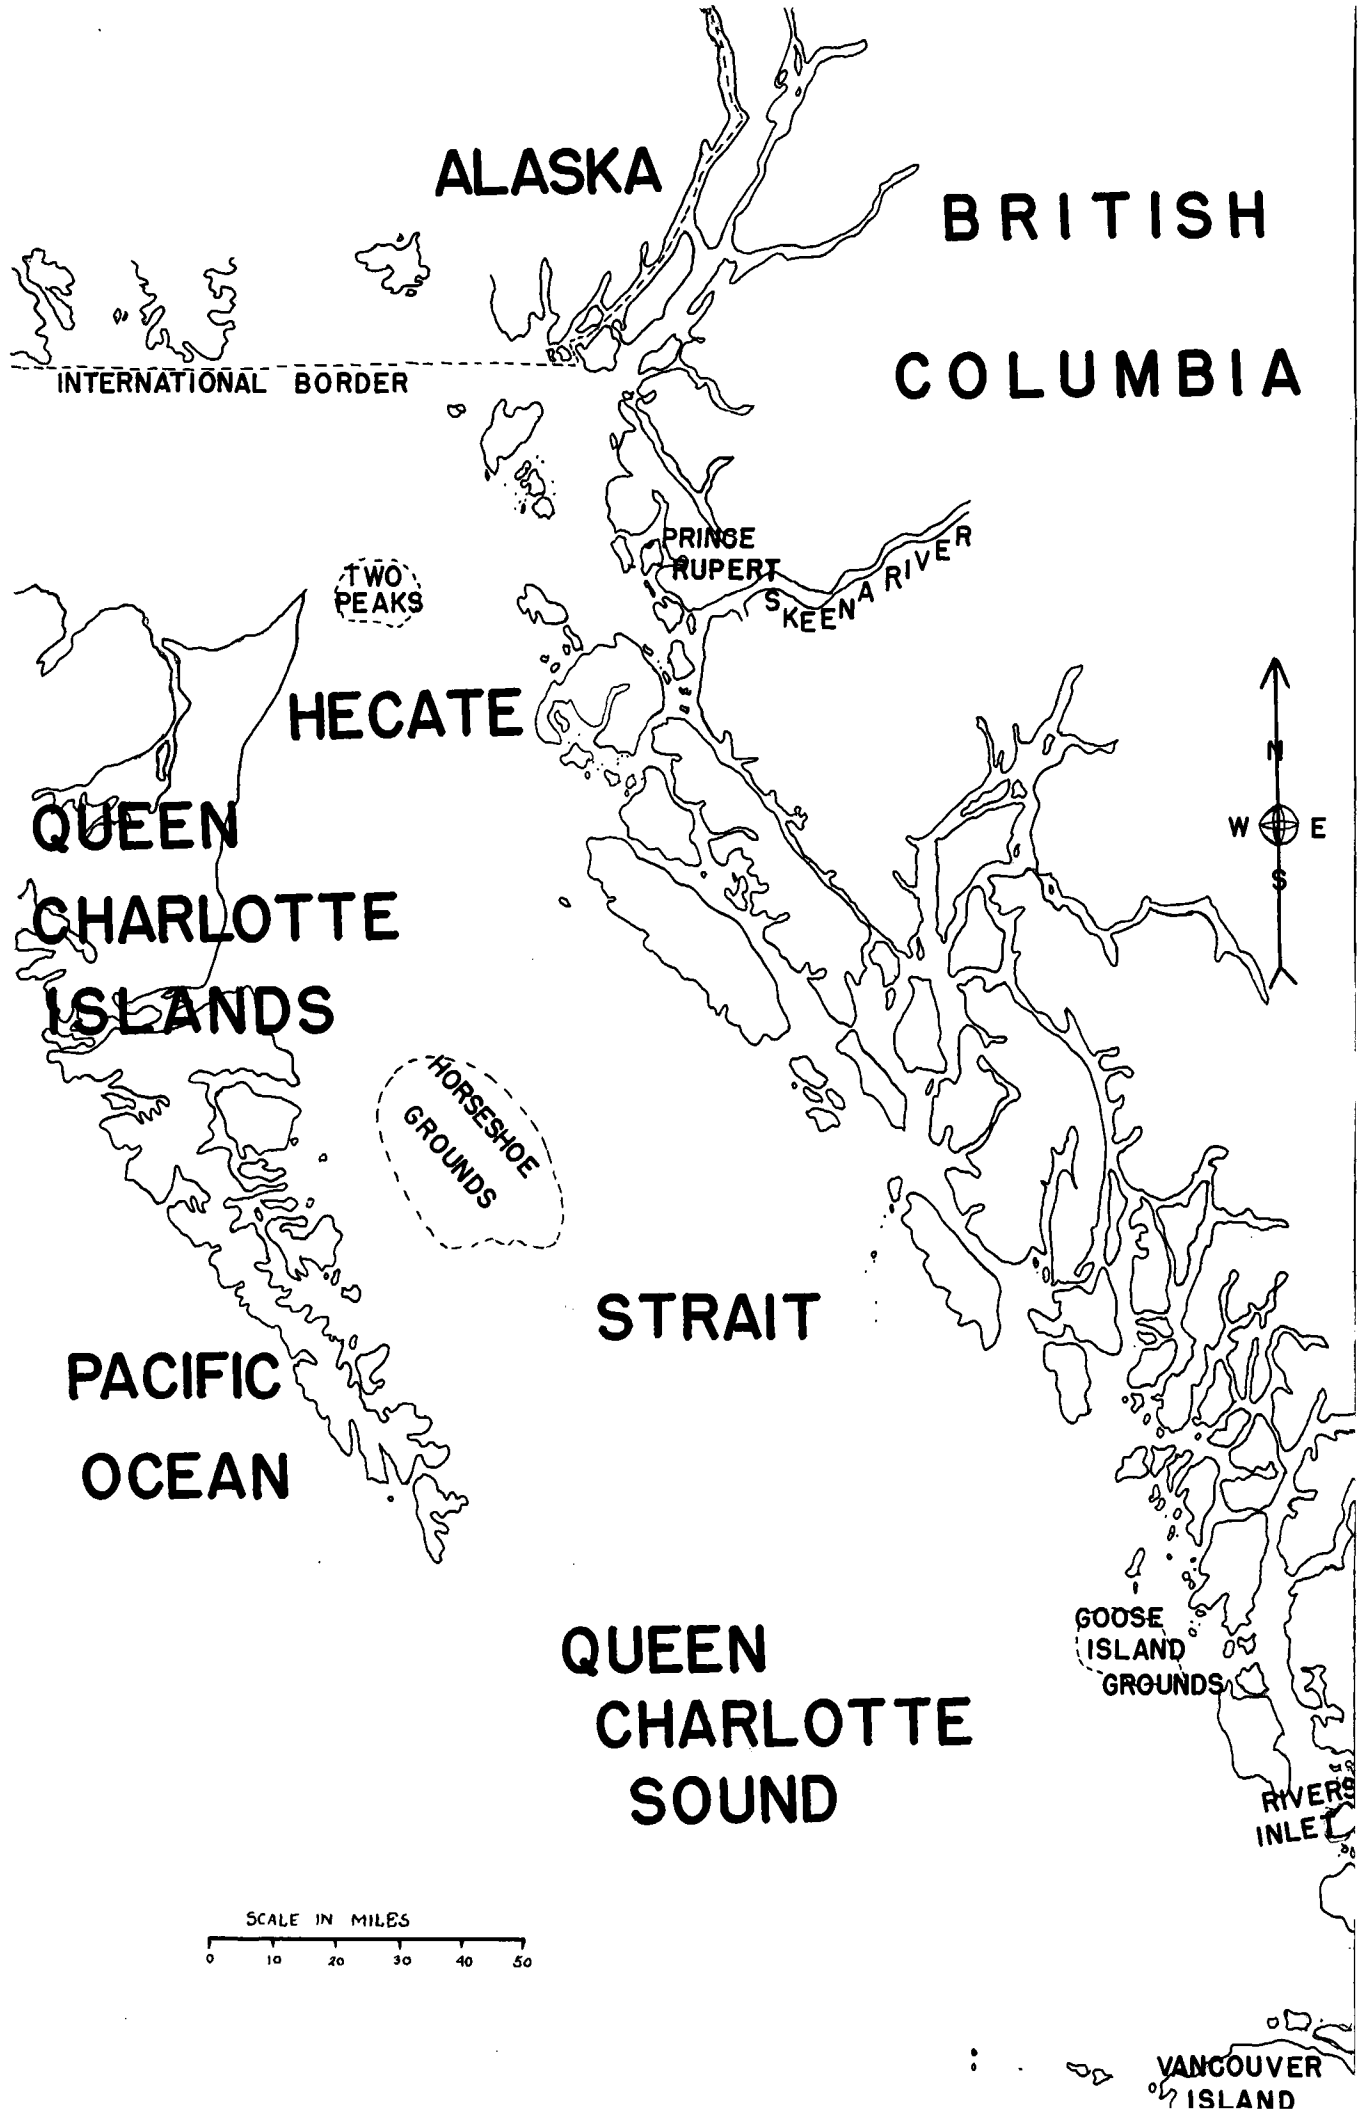 ALASKA
BRITISH
COLUMBIA
INTERNATIONAL BORDER
PRINCE
RUPERT
SKEENA RIVER
TWO
PEAKS
HECATE
N
W E
S
QUEEN
CHARLOTTE
ISLANDS
HORSESHOE
GROUNDS
STRAIT
PACIFIC
OCEAN
GOOSE
ISLAND
GROUNDS
QUEEN
CHARLOTTE
SOUND
RIVERS
INLET
SCALE IN MILES
0 10 20 30 40 50
VANCOUVER
ISLAND